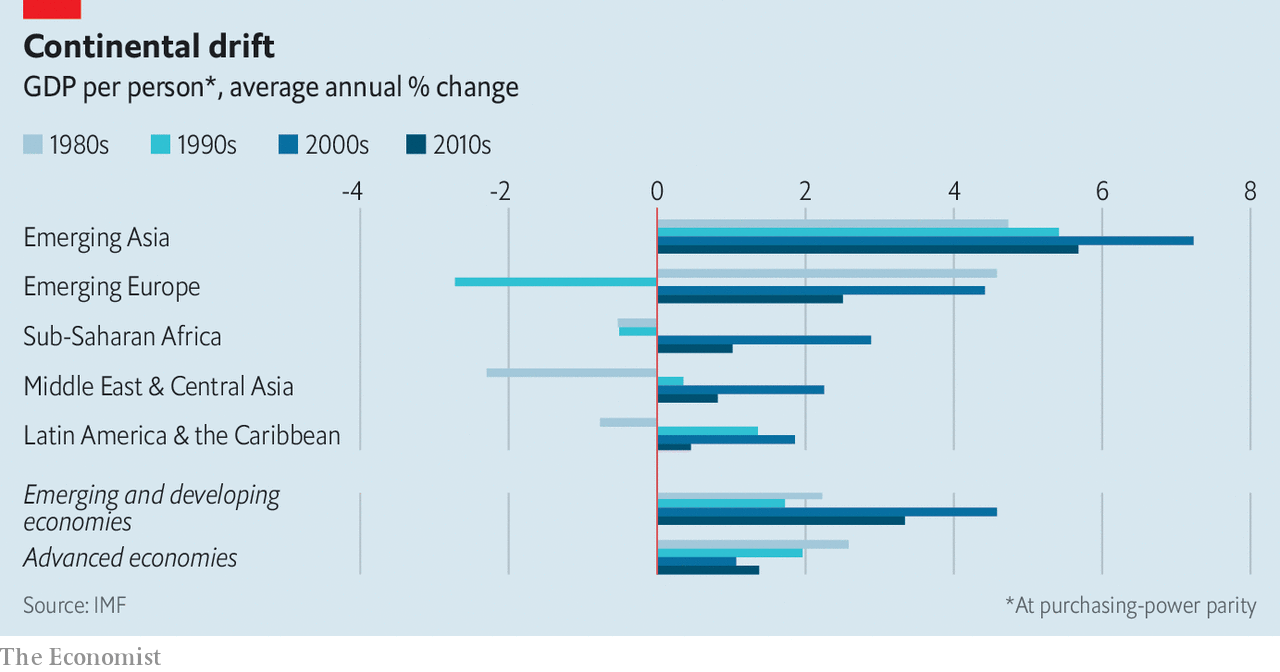 Continental drift
GDP per person*, average annual % change
1980s 1990s 2000s 2010s
-4 -2 0 2 4 6 8
Emerging Asia
Emerging Europe
Sub-Saharan Africa
Middle East & Central Asia
Latin America & the Caribbean
Emerging and developing
economies
Advanced economies
Source: IMF *At purchasing-power parity
The Economist